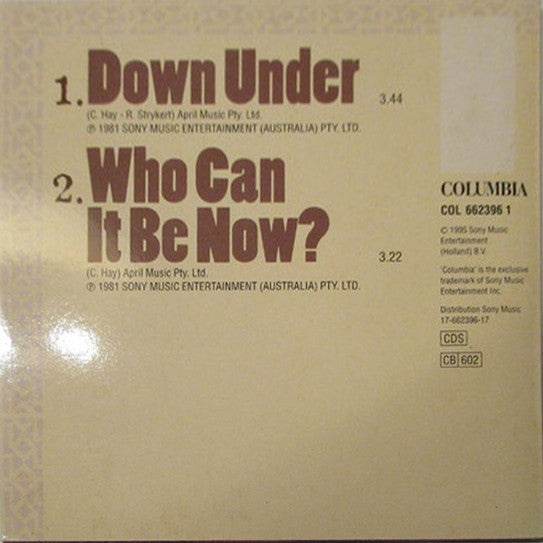 1. Down Under 3.44
(C. Hay - R. Strykert) April Music Pty. Ltd.
℗ 1981 SONY MUSIC ENTERTAINMENT (AUSTRALIA) PTY. LTD.
2. Who Can
It Be Now? 3.22
(C. Hay) April Music Pty. Ltd.
℗ 1981 SONY MUSIC ENTERTAINMENT (AUSTRALIA) PTY. LTD.
COLUMBIA
COL 662396 1
© 1995 Sony Music
Entertainment
(Holland) B.V.
'Columbia' is the exclusive
trademark of Sony Music
Entertainment Inc.
Distribution Sony Music
17-662396-17
CDS
CB 602